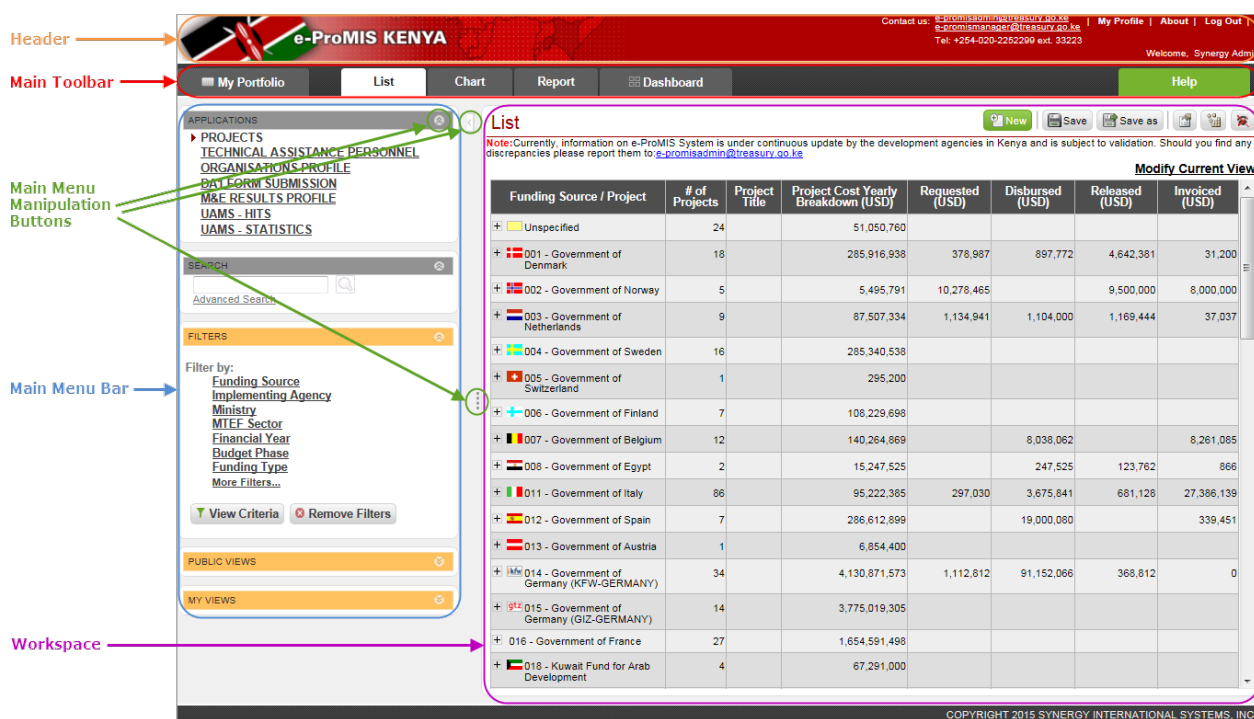 Header
e-ProMIS KENYA
Contact us: e-promisadmin@treasury.go.ke
e-promismanager@treasury.go.ke
Tel: +254-020-2252299 ext. 33223
My Profile | About | Log Out |
Welcome, Synergy Admi
Main Toolbar
My Portfolio List Chart Report Dashboard Help
Main Menu
Manipulation
Buttons
Main Menu Bar
Workspace
APPLICATIONS
PROJECTS
TECHNICAL ASSISTANCE PERSONNEL
ORGANISATIONS PROFILE
DA1 FORM SUBMISSION
M&E RESULTS PROFILE
UAMS - HITS
UAMS - STATISTICS
SEARCH
Advanced Search
FILTERS
Filter by:
Funding Source
Implementing Agency
Ministry
MTEF Sector
Financial Year
Budget Phase
Funding Type
More Filters...
View Criteria Remove Filters
PUBLIC VIEWS
MY VIEWS
List
New Save Save as
Note:Currently, information on e-ProMIS System is under continuous update by the development agencies in Kenya and is subject to validation. Should you find any
discrepancies please report them to:e-promisadmin@treasury.go.ke
Modify Current View
Funding Source / Project # of Projects Project Title Project Cost Yearly Breakdown (USD) Requested (USD) Disbursed (USD) Released (USD) Invoiced (USD)
Unspecified 24 51,050,760
001 - Government of Denmark 18 285,916,938 378,987 897,772 4,642,381 31,200
002 - Government of Norway 5 5,495,791 10,278,465 9,500,000 8,000,000
003 - Government of Netherlands 9 87,507,334 1,134,941 1,104,000 1,169,444 37,037
004 - Government of Sweden 16 285,340,538
005 - Government of Switzerland 1 295,200
006 - Government of Finland 7 108,229,698
007 - Government of Belgium 12 140,264,869 8,038,062 8,261,085
008 - Government of Egypt 2 15,247,525 247,525 123,762 866
011 - Government of Italy 86 95,222,385 297,030 3,675,841 681,128 27,386,139
012 - Government of Spain 7 286,612,899 19,000,080 339,451
013 - Government of Austria 1 6,854,400
kfw 014 - Government of Germany (KFW-GERMANY) 34 4,130,871,573 1,112,812 91,152,066 368,812 0
gtz 015 - Government of Germany (GIZ-GERMANY) 14 3,775,019,305
016 - Government of France 27 1,654,591,498
018 - Kuwait Fund for Arab Development 4 67,291,000
COPYRIGHT 2015 SYNERGY INTERNATIONAL SYSTEMS, INC